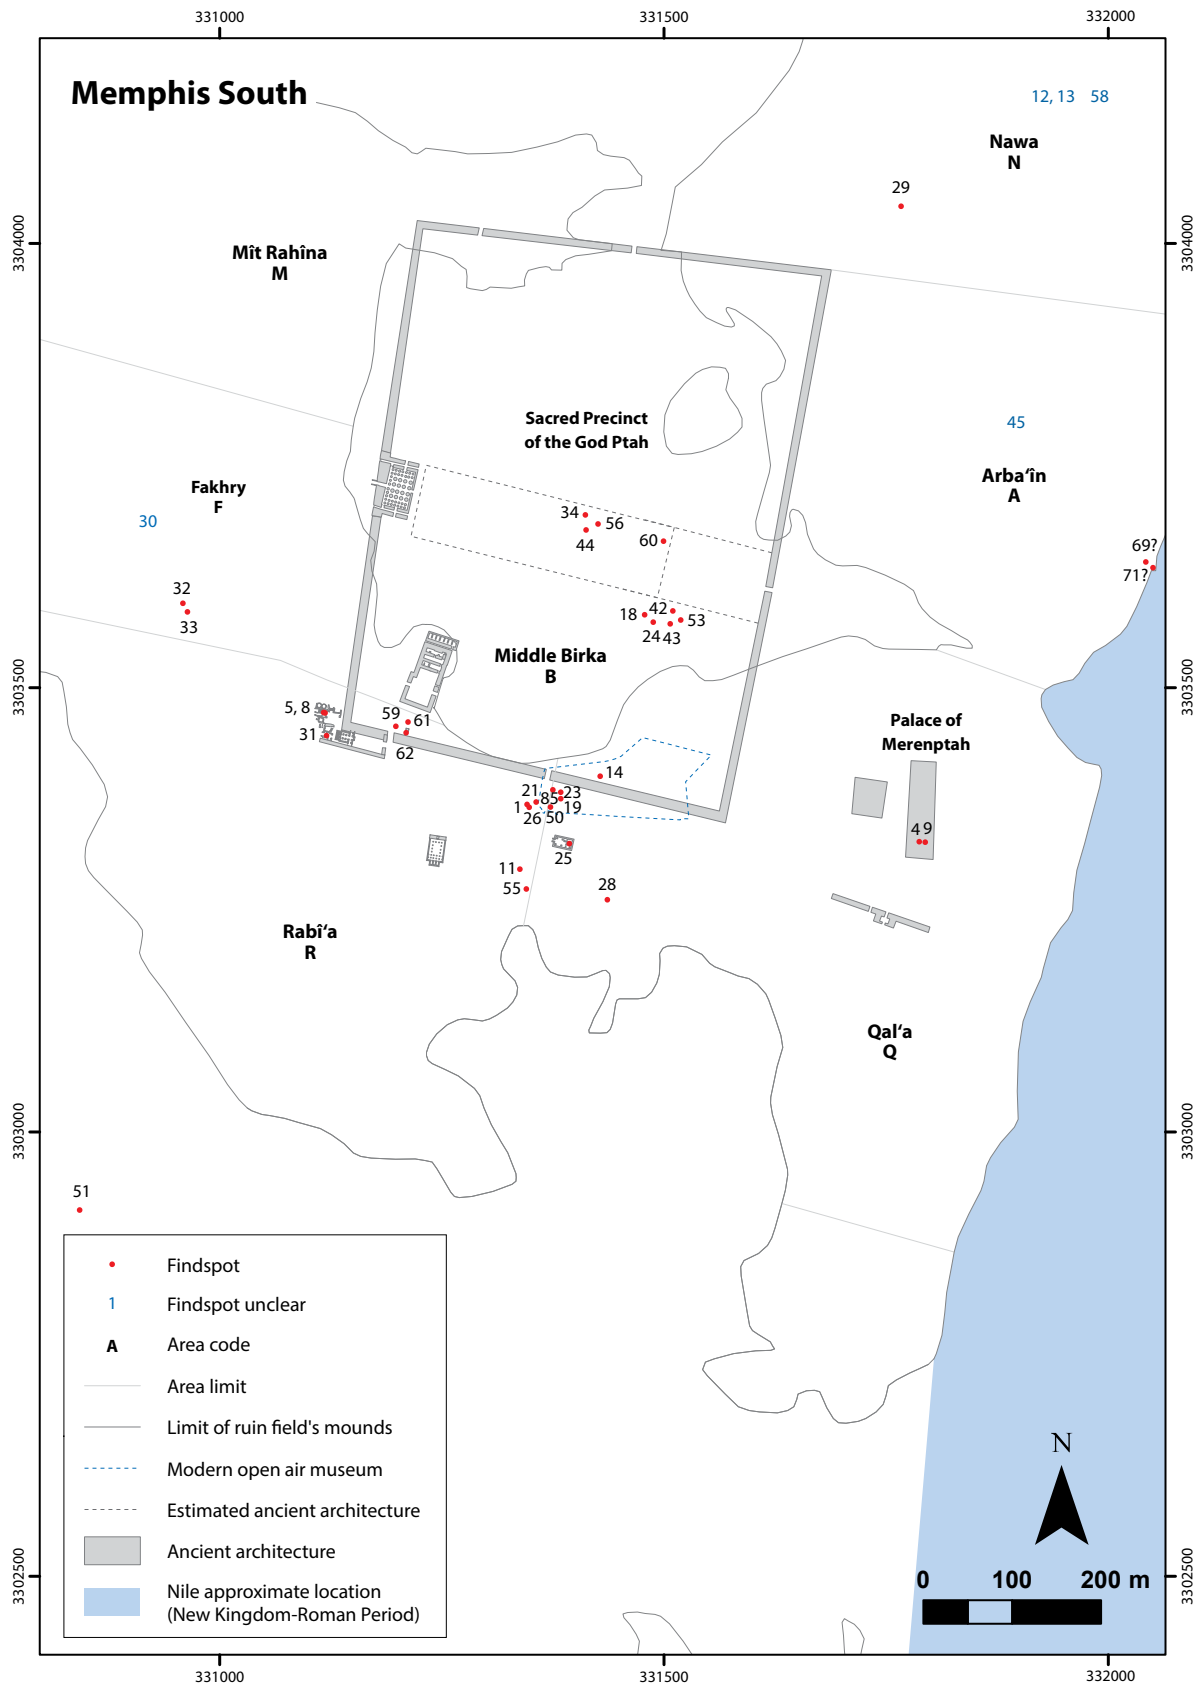 331000
331500
332000
Memphis South
12, 13 58
Nawa
N
29
3304000
3304000
Mît Rahîna
M
Sacred Precinct
of the God Ptah
45
Arba‘în
A
Fakhry
F
30
34
56
44
60
69?
71?
32
33
18
42
53
24
43
Middle Birka
B
3303500
3303500
5, 8
31
59
61
62
Palace of
Merenptah
14
21
85
23
1
19
26
50
25
4 9
11
55
28
Rabî‘a
R
Qal‘a
Q
3303000
3303000
51
Findspot
1
Findspot unclear
A
Area code
Area limit
Limit of ruin field's mounds
Modern open air museum
Estimated ancient architecture
Ancient architecture
Nile approximate location
(New Kingdom-Roman Period)
N
0 100 200 m
3302500
3302500
331000
331500
332000